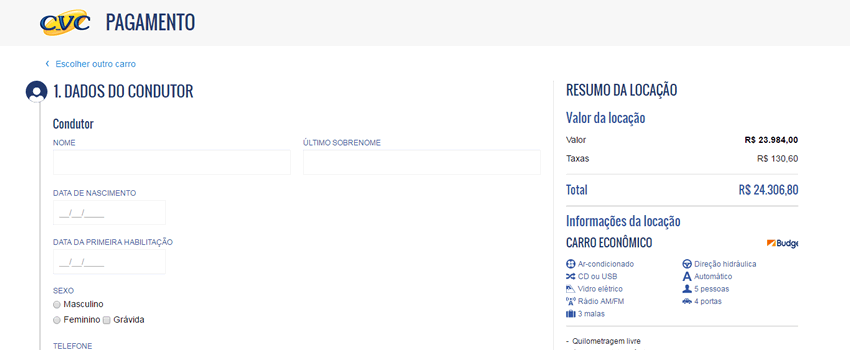 CVC PAGAMENTO
‹ Escolher outro carro
1. DADOS DO CONDUTOR
Condutor
NOME ÚLTIMO SOBRENOME
DATA DE NASCIMENTO
__/__/____
DATA DA PRIMEIRA HABILITAÇÃO
__/__/____
SEXO
Masculino
Feminino Grávida
TELEFONE
RESUMO DA LOCAÇÃO
Valor da locação
Valor R$ 23.984,00
Taxas R$ 130,60
Total R$ 24.306,80
Informações da locação
CARRO ECONÔMICO Budge
Ar-condicionado Direção hidráulica
CD ou USB Automático
Vidro elétrico 5 pessoas
Rádio AM/FM 4 portas
3 malas
- Quilometragem livre